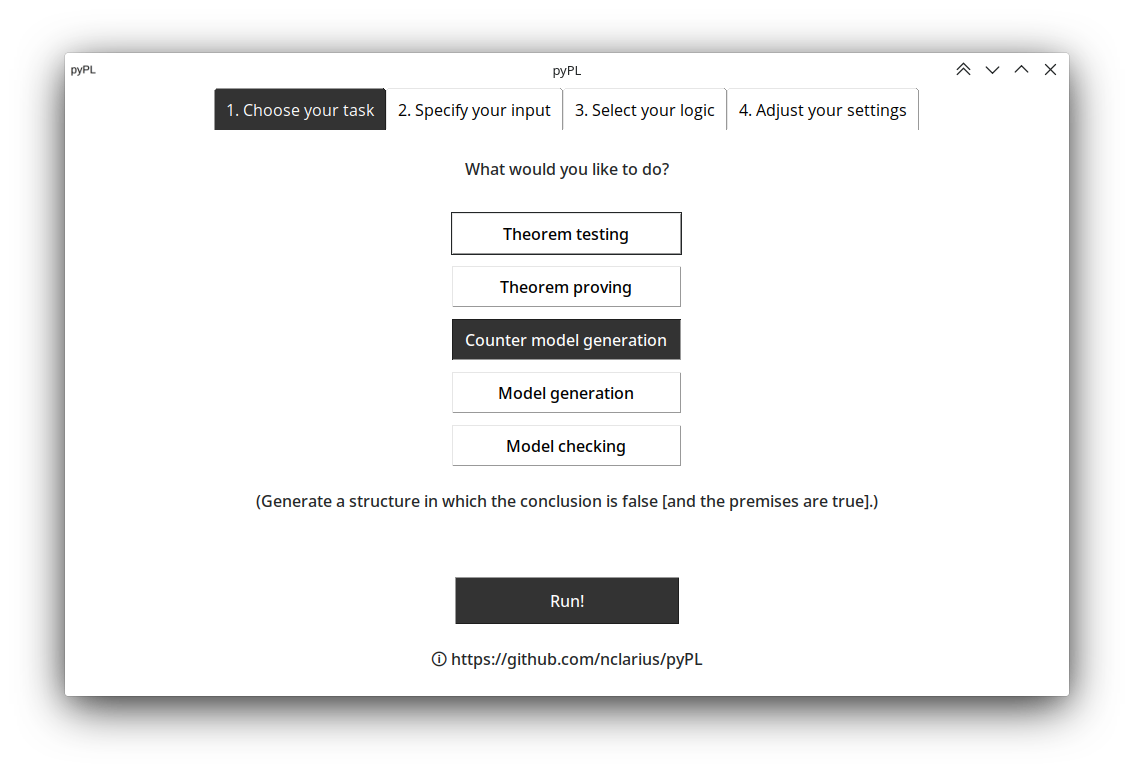 pyPL
pyPL
1. Choose your task
2. Specify your input
3. Select your logic
4. Adjust your settings
What would you like to do?
Theorem testing
Theorem proving
Counter model generation
Model generation
Model checking
(Generate a structure in which the conclusion is false [and the premises are true].)
Run!
ⓘ https://github.com/nclarius/pyPL